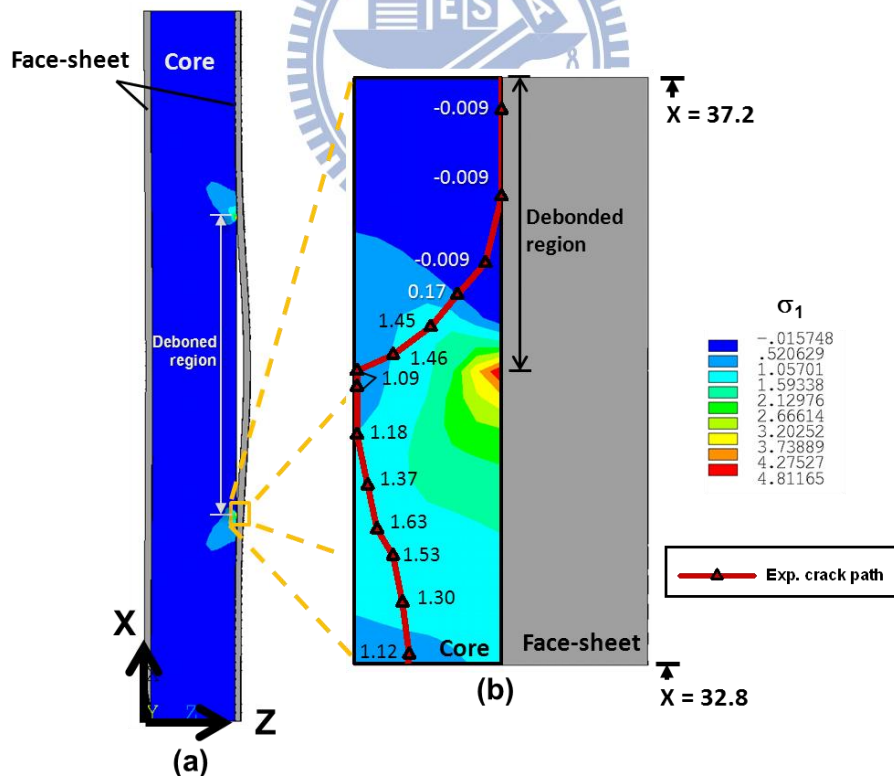 E S A
Face-sheet
Core
Deboned
region
X
Y Z
Z
(a)
-0.009
-0.009
-0.009
0.17
1.45
1.46
1.09
1.18
1.37
1.63
1.53
1.30
1.12
Debonded
region
Core
Face-sheet
(b)
X = 37.2
X = 32.8
σ1
-.015748
.520629
1.05701
1.59338
2.12976
2.66614
3.20252
3.73889
4.27527
4.81165
Exp. crack path